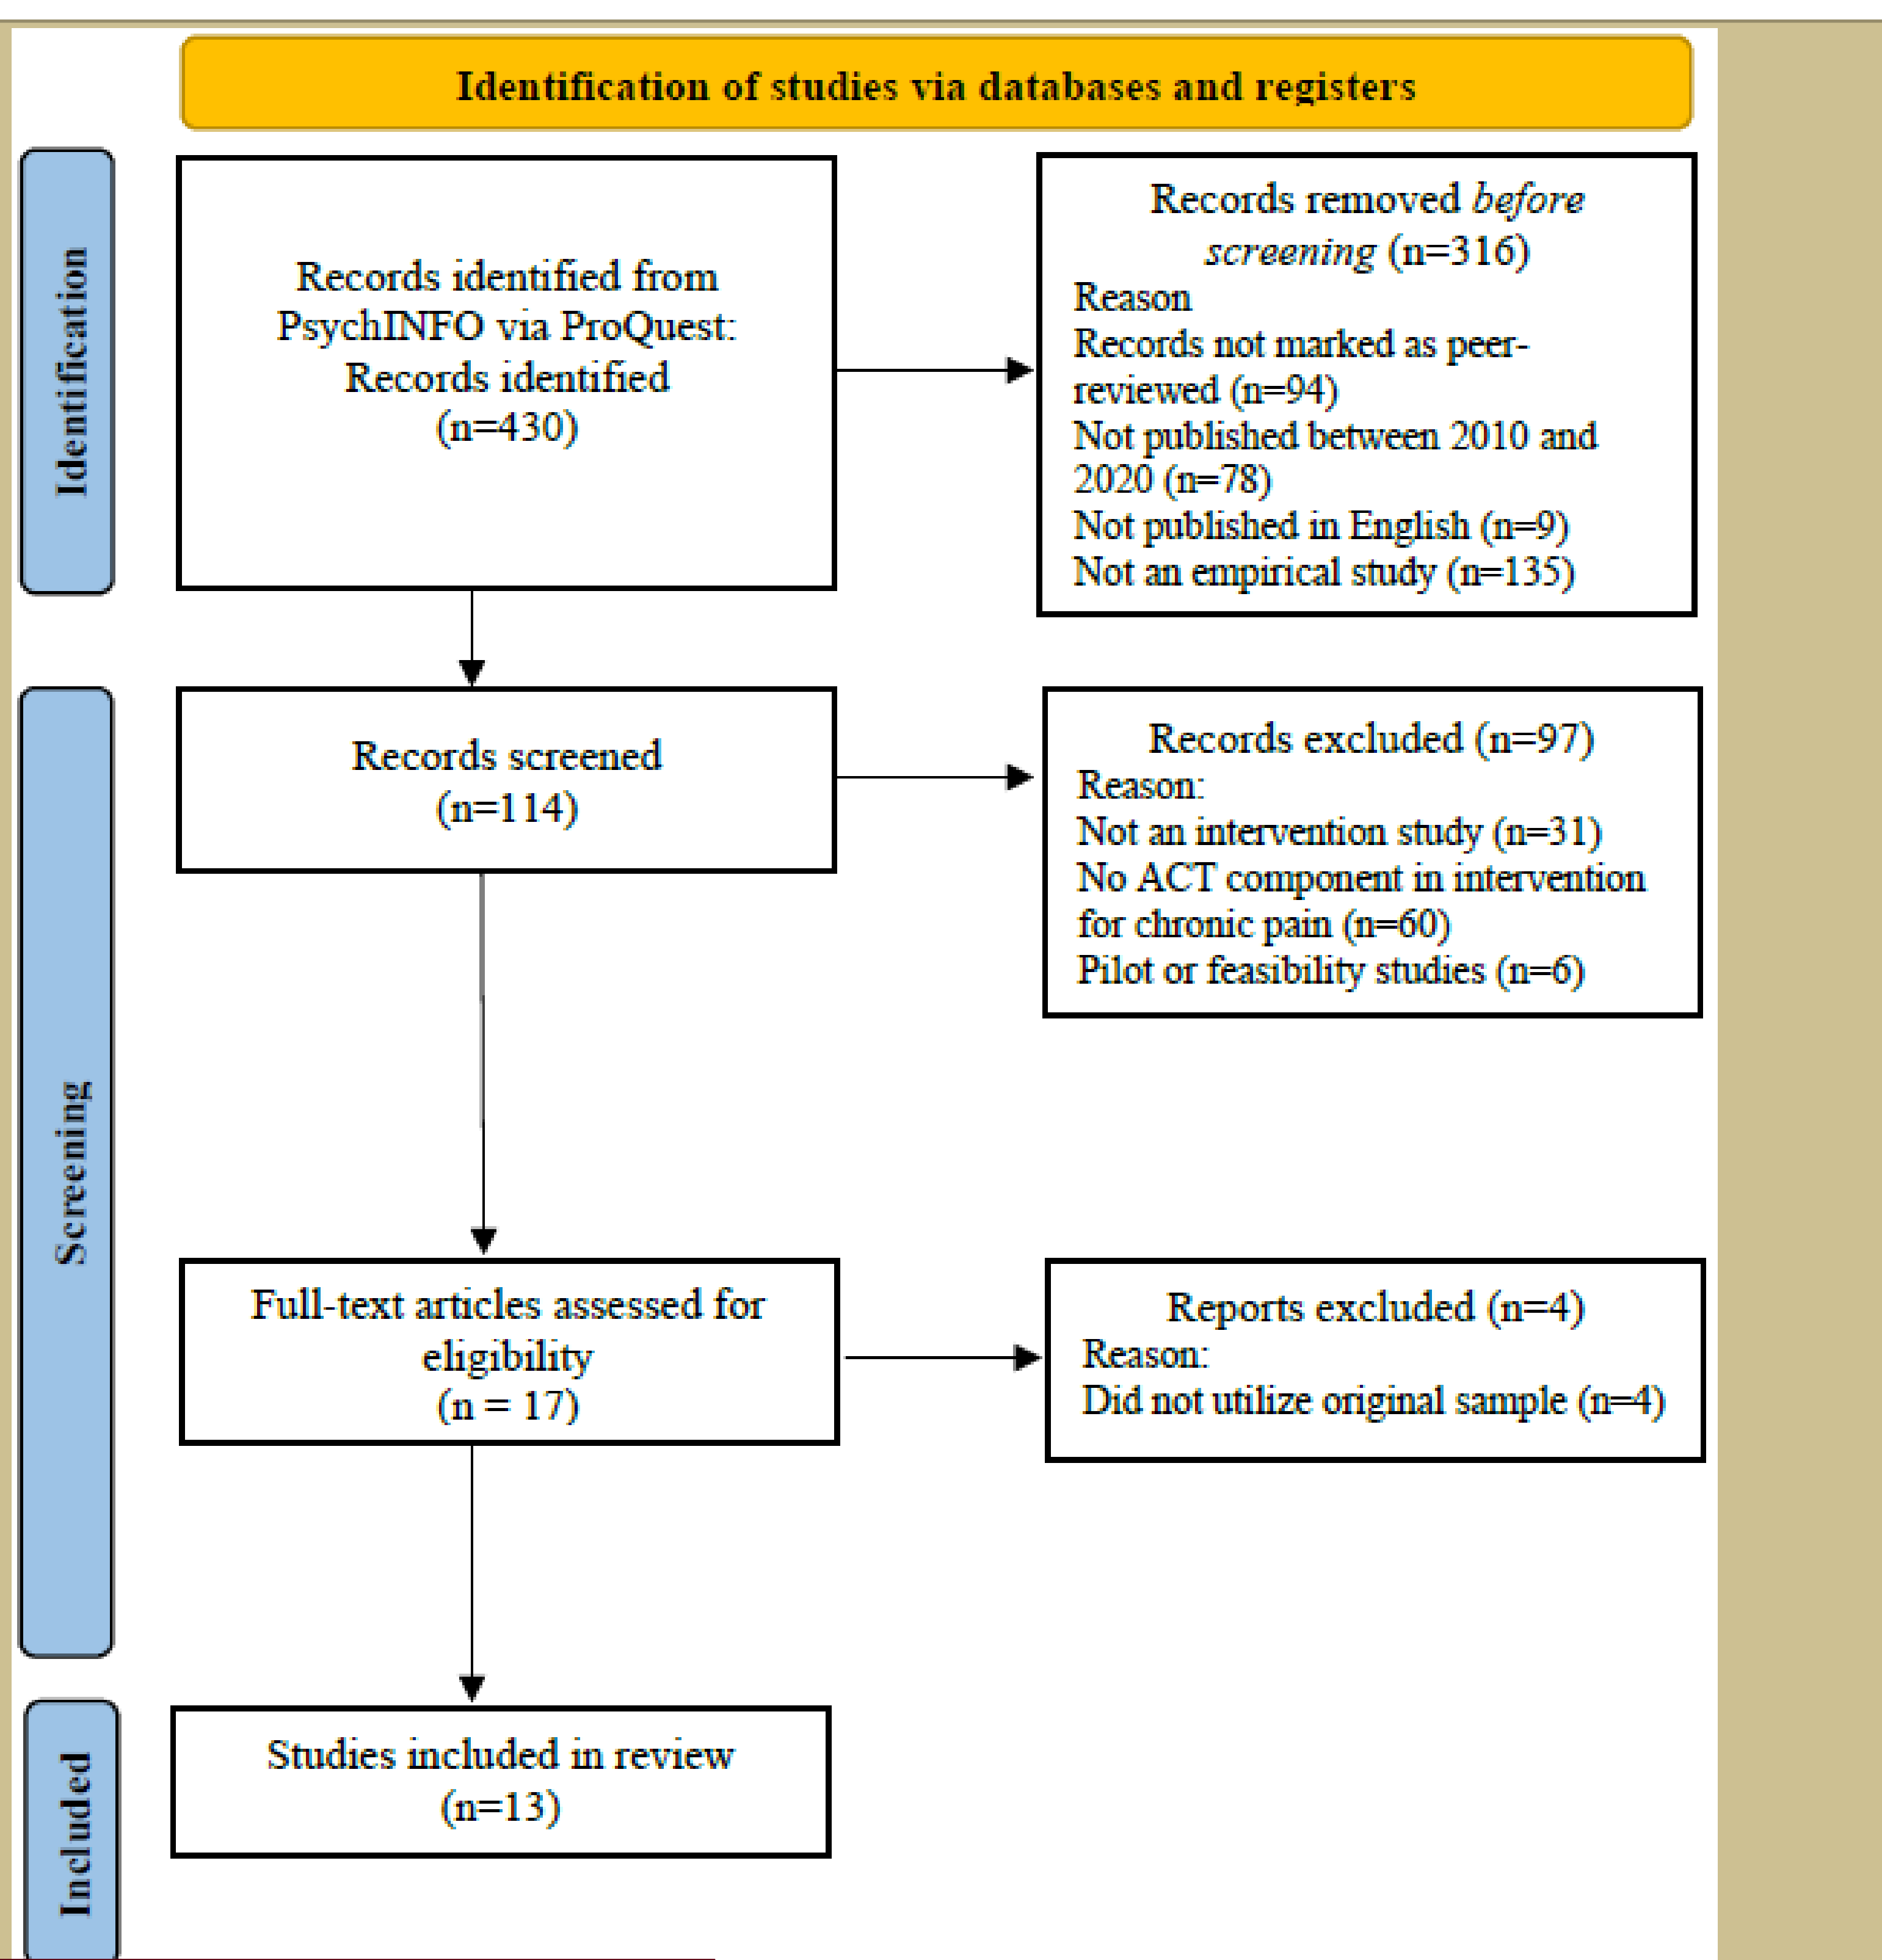 Identification of studies via databases and registers
Identification
Records identified from
PsychINFO via ProQuest:
Records identified
(n=430)
Records removed before
screening (n=316)
Reason
Records not marked as peer-
reviewed (n=94)
Not published between 2010 and
2020 (n=78)
Not published in English (n=9)
Not an empirical study (n=135)
Screening
Records screened
(n=114)
Records excluded (n=97)
Reason:
Not an intervention study (n=31)
No ACT component in intervention
for chronic pain (n=60)
Pilot or feasibility studies (n=6)
Full-text articles assessed for
eligibility
(n = 17)
Reports excluded (n=4)
Reason:
Did not utilize original sample (n=4)
Included
Studies included in review
(n=13)